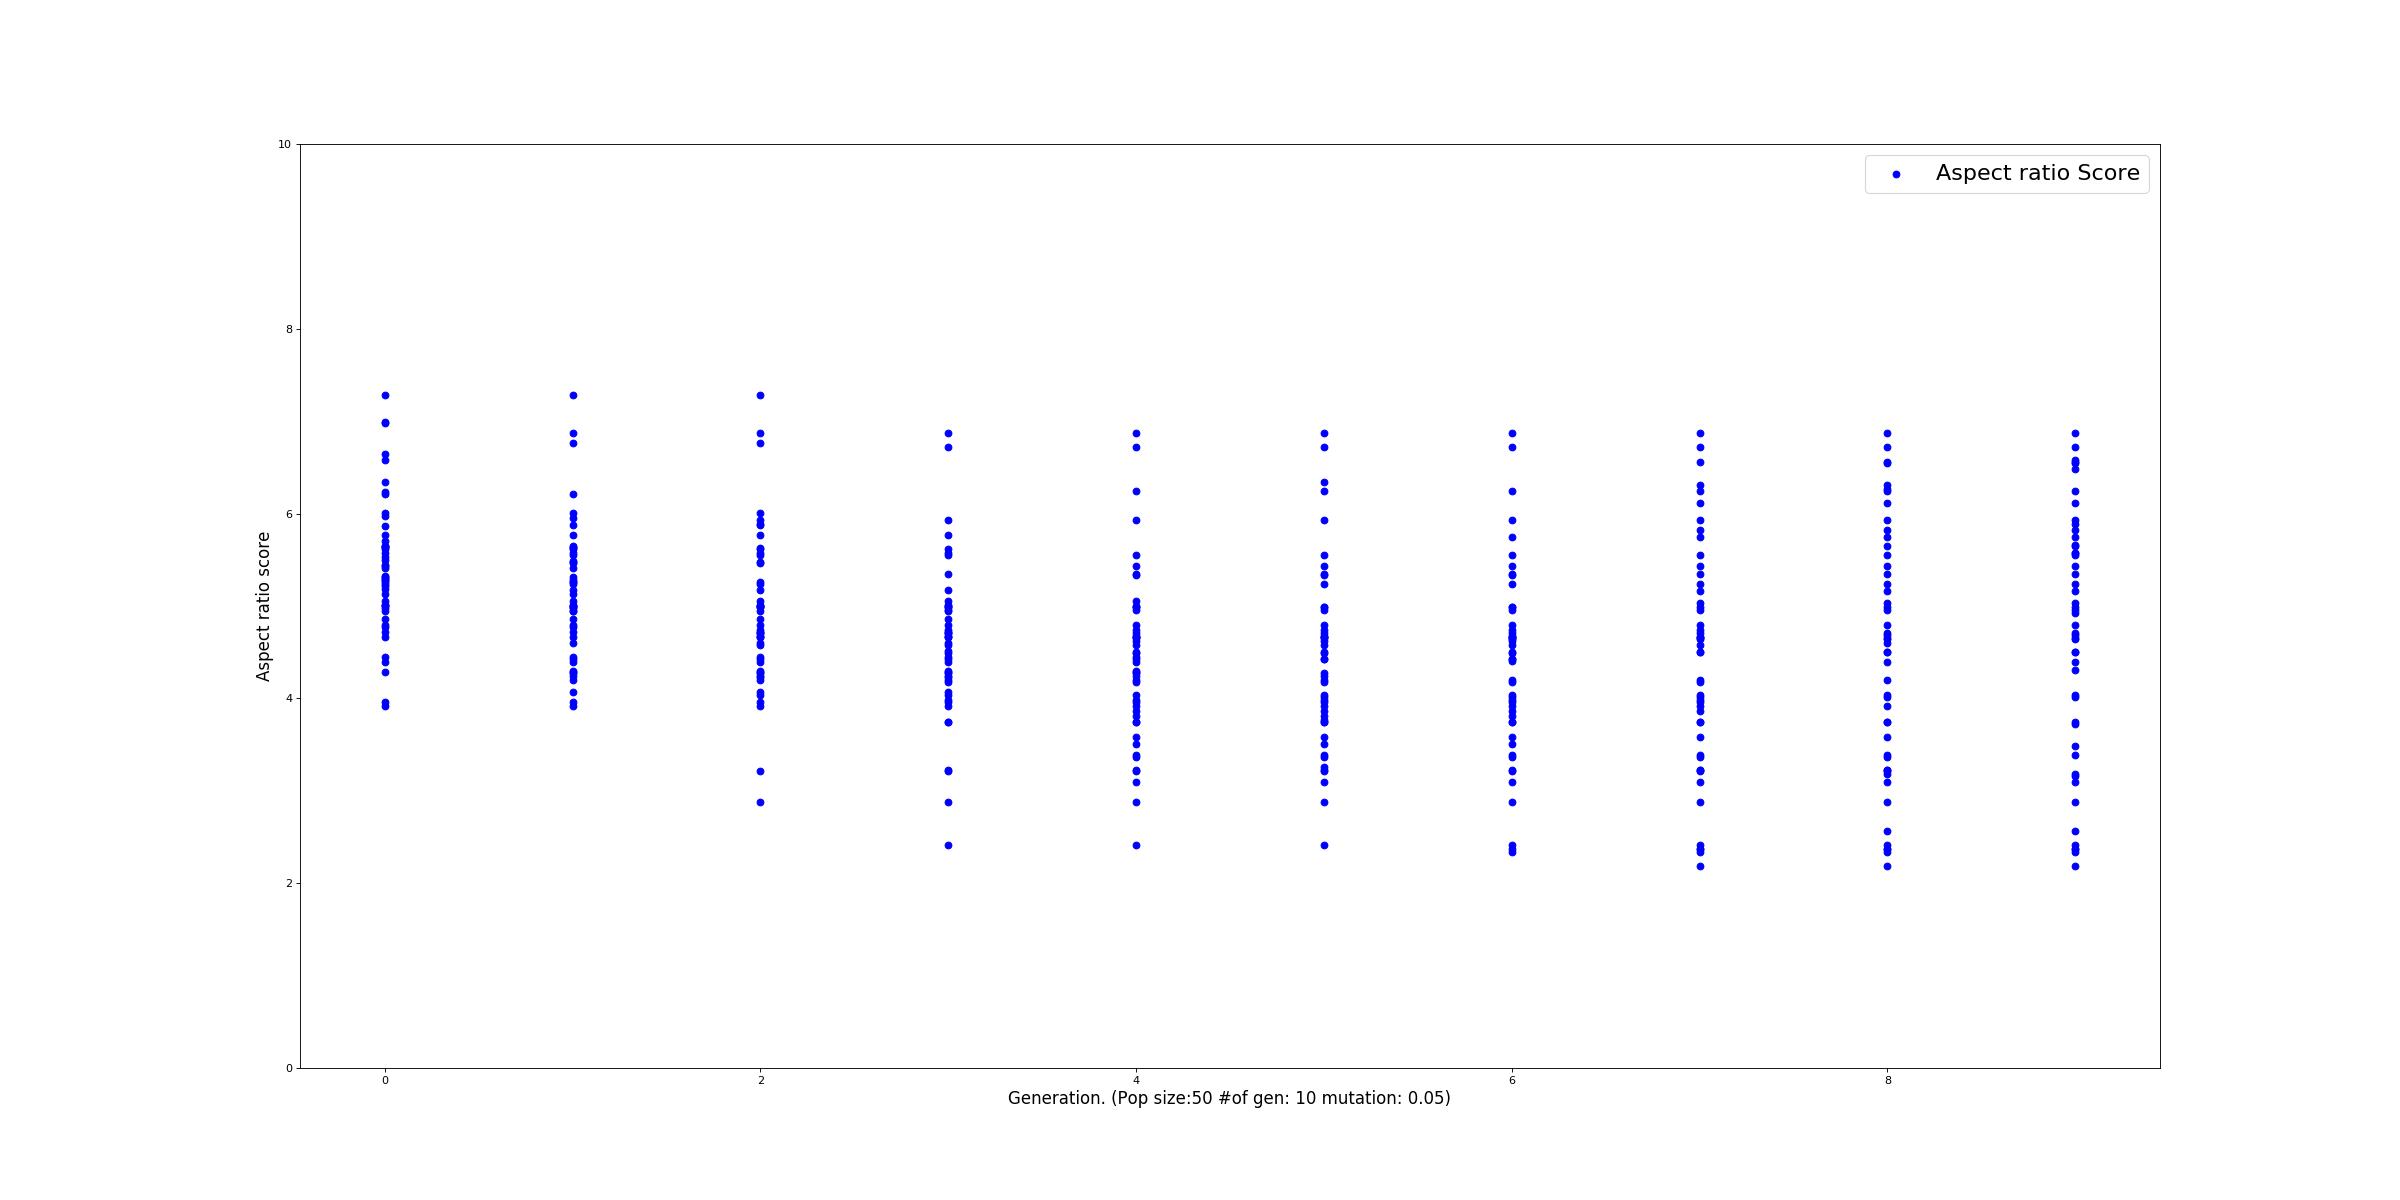 10
Aspect ratio Score
8
6
Aspect ratio score
4
2
0
0 2 4 6 8
Generation. (Pop size:50 #of gen: 10 mutation: 0.05)